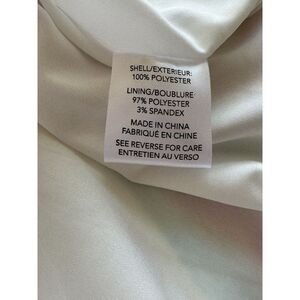 SHELL/EXTERIEUR:
100% POLYESTER
LINING/BOUBLURE:
97% POLYESTER
3% SPANDEX
MADE IN CHINA
FABRIQUÉ EN CHINE
SEE REVERSE FOR CARE
ENTRETIEN AU VERSO